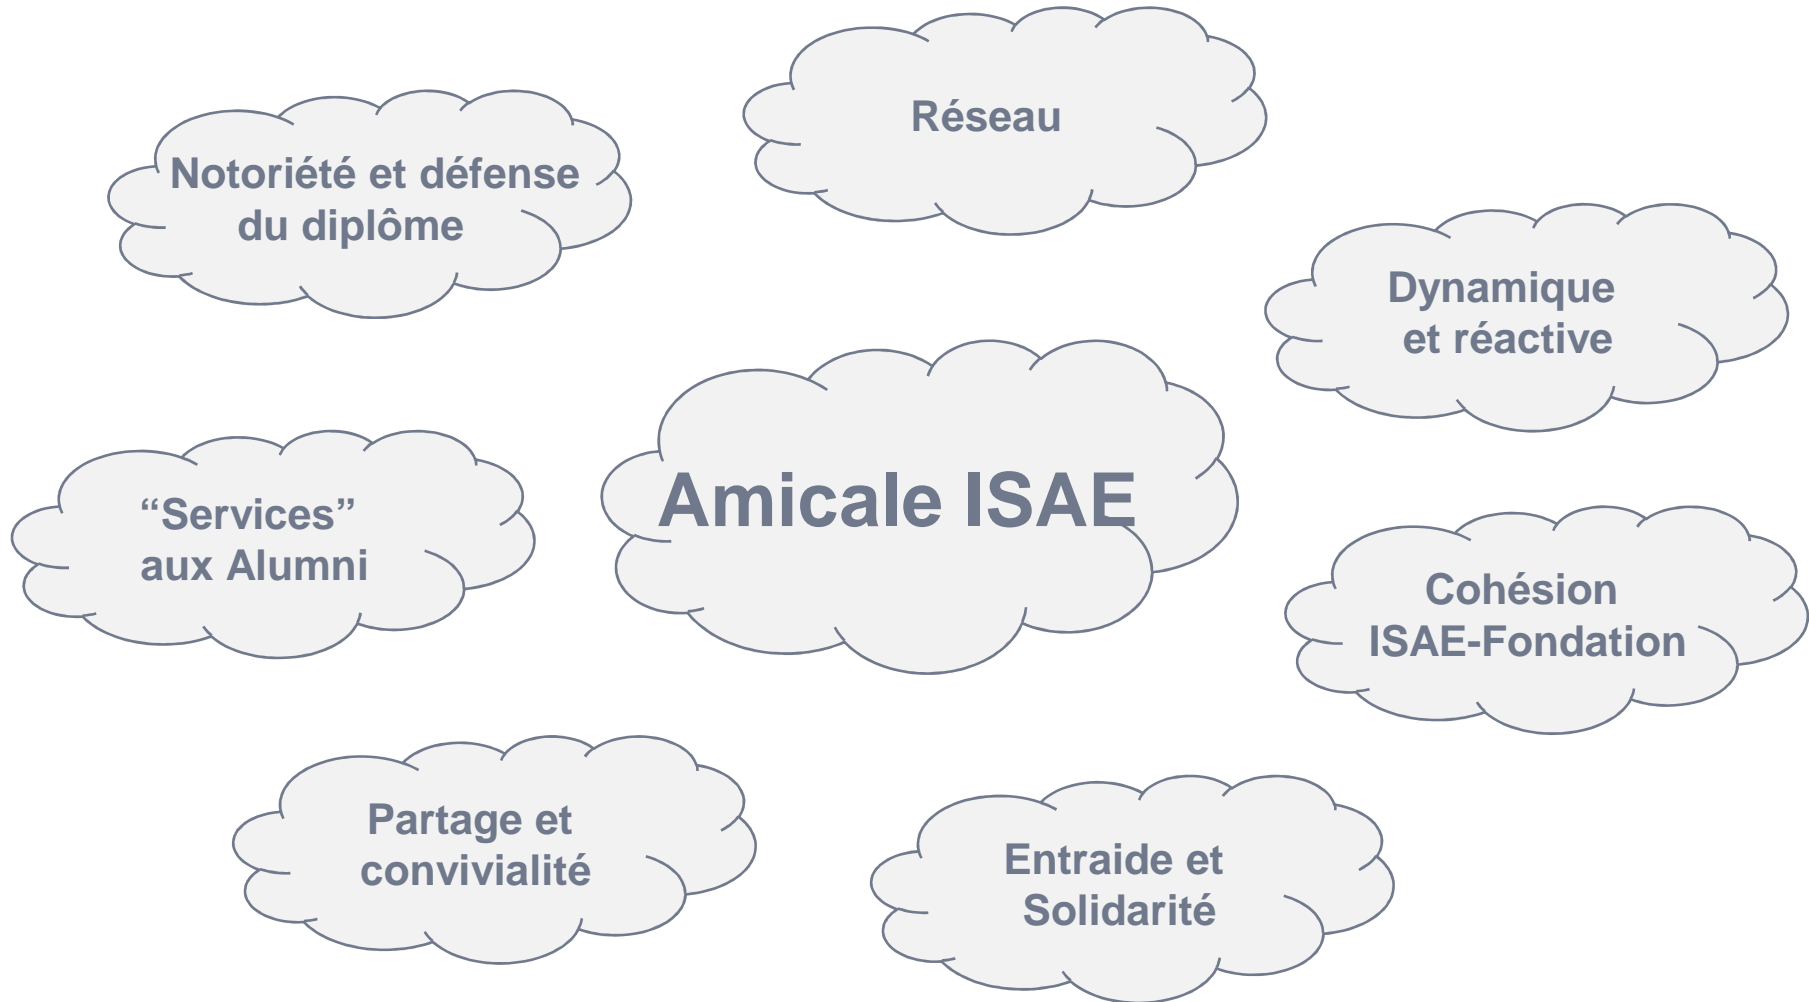 Réseau
Notoriété et défense
du diplôme
Dynamique
et réactive
Amicale ISAE
“Services”
aux Alumni
Cohésion
ISAE-Fondation
Partage et
convivialité
Entraide et
Solidarité